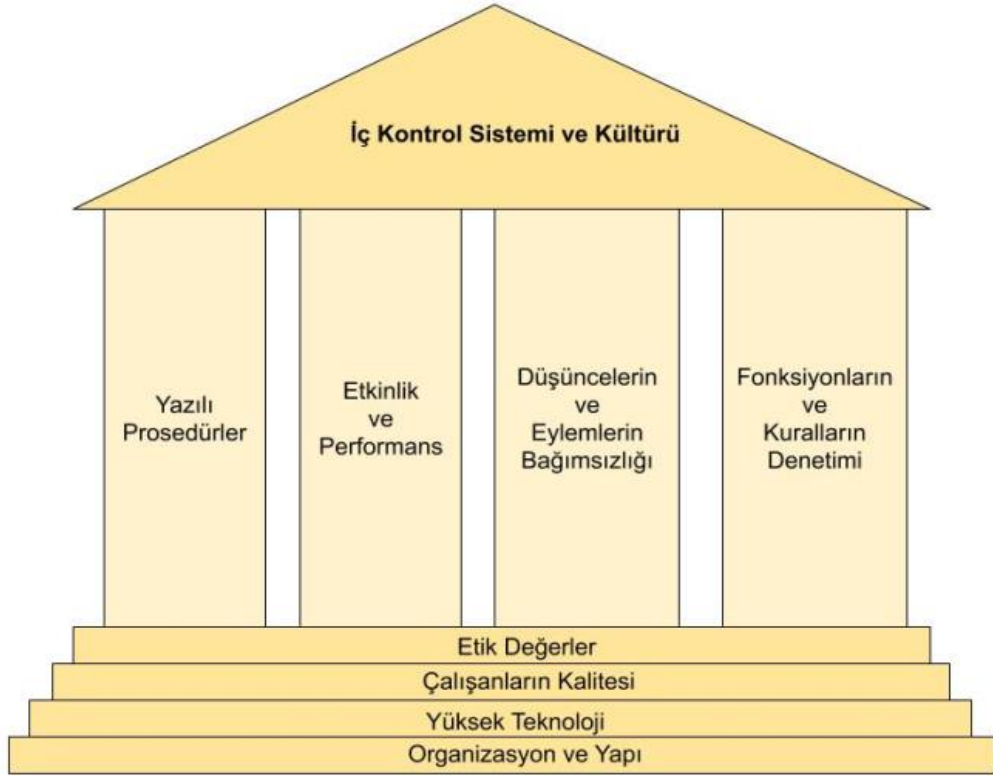 İç Kontrol Sistemi ve Kültürü
Yazılı
Prosedürler
Etkinlik
ve
Performans
Düşüncelerin
ve
Eylemlerin
Bağımsızlığı
Fonksiyonların
ve
Kuralların
Denetimi
Etik Değerler
Çalışanların Kalitesi
Yüksek Teknoloji
Organizasyon ve Yapı